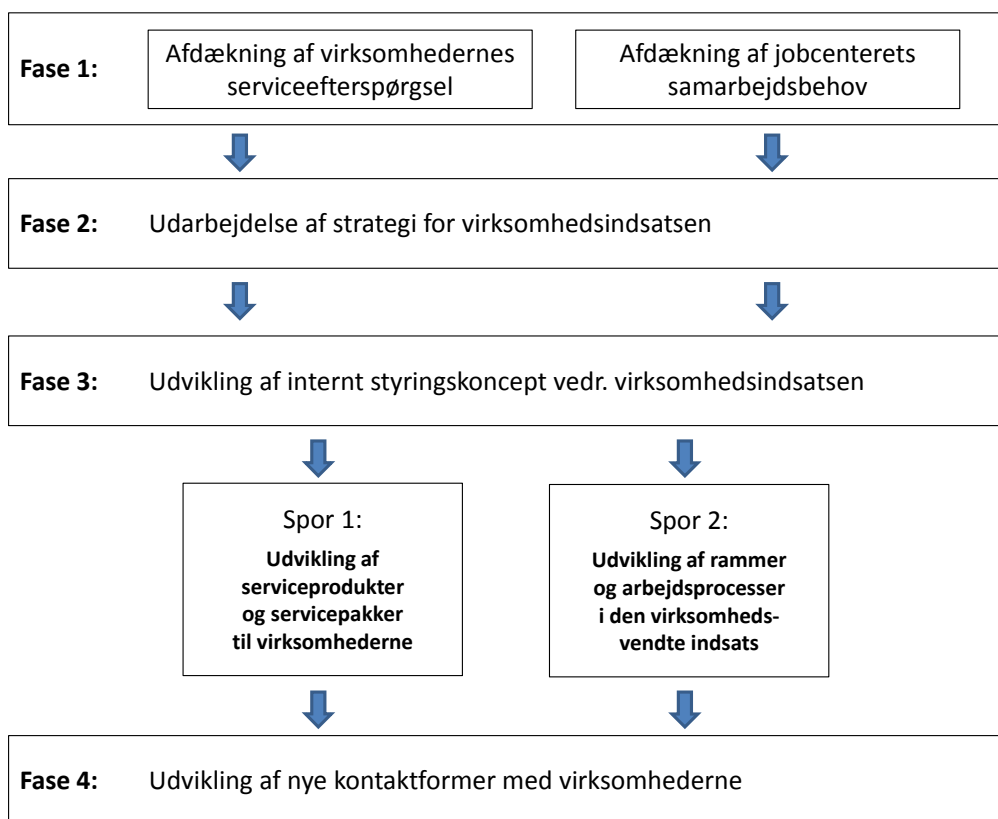 Fase 1:
Afdækning af virksomhedernes
serviceefterspørgsel
Afdækning af jobcenterets
samarbejdsbehov
Fase 2: Udarbejdelse af strategi for virksomhedsindsatsen
Fase 3: Udvikling af internt styringskoncept vedr. virksomhedsindsatsen
Spor 1:
Udvikling af
serviceprodukter
og servicepakker
til virksomhederne
Spor 2:
Udvikling af rammer
og arbejdsprocesser
i den virksomheds-
vendte indsats
Fase 4: Udvikling af nye kontaktformer med virksomhederne